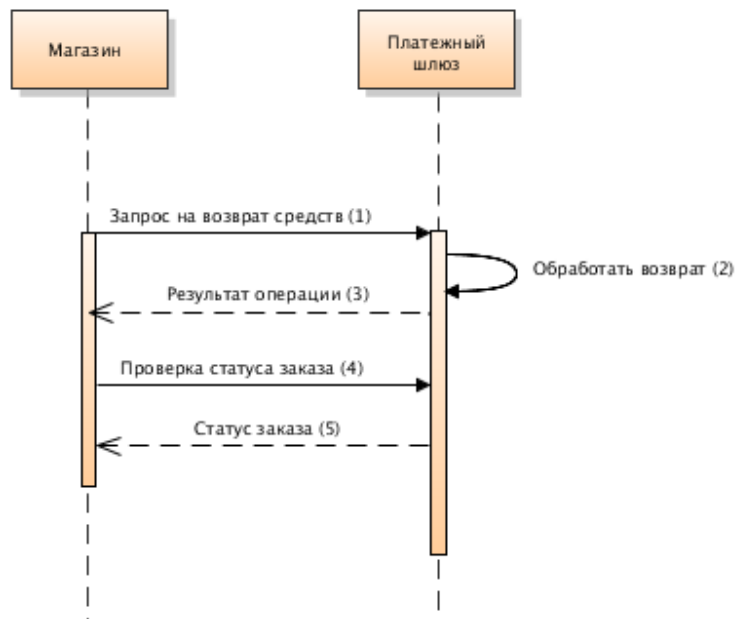 Магазин
Платежный
шлюз
Запрос на возврат средств (1)
Обработать возврат (2)
Результат операции (3)
Проверка статуса заказа (4)
Статус заказа (5)